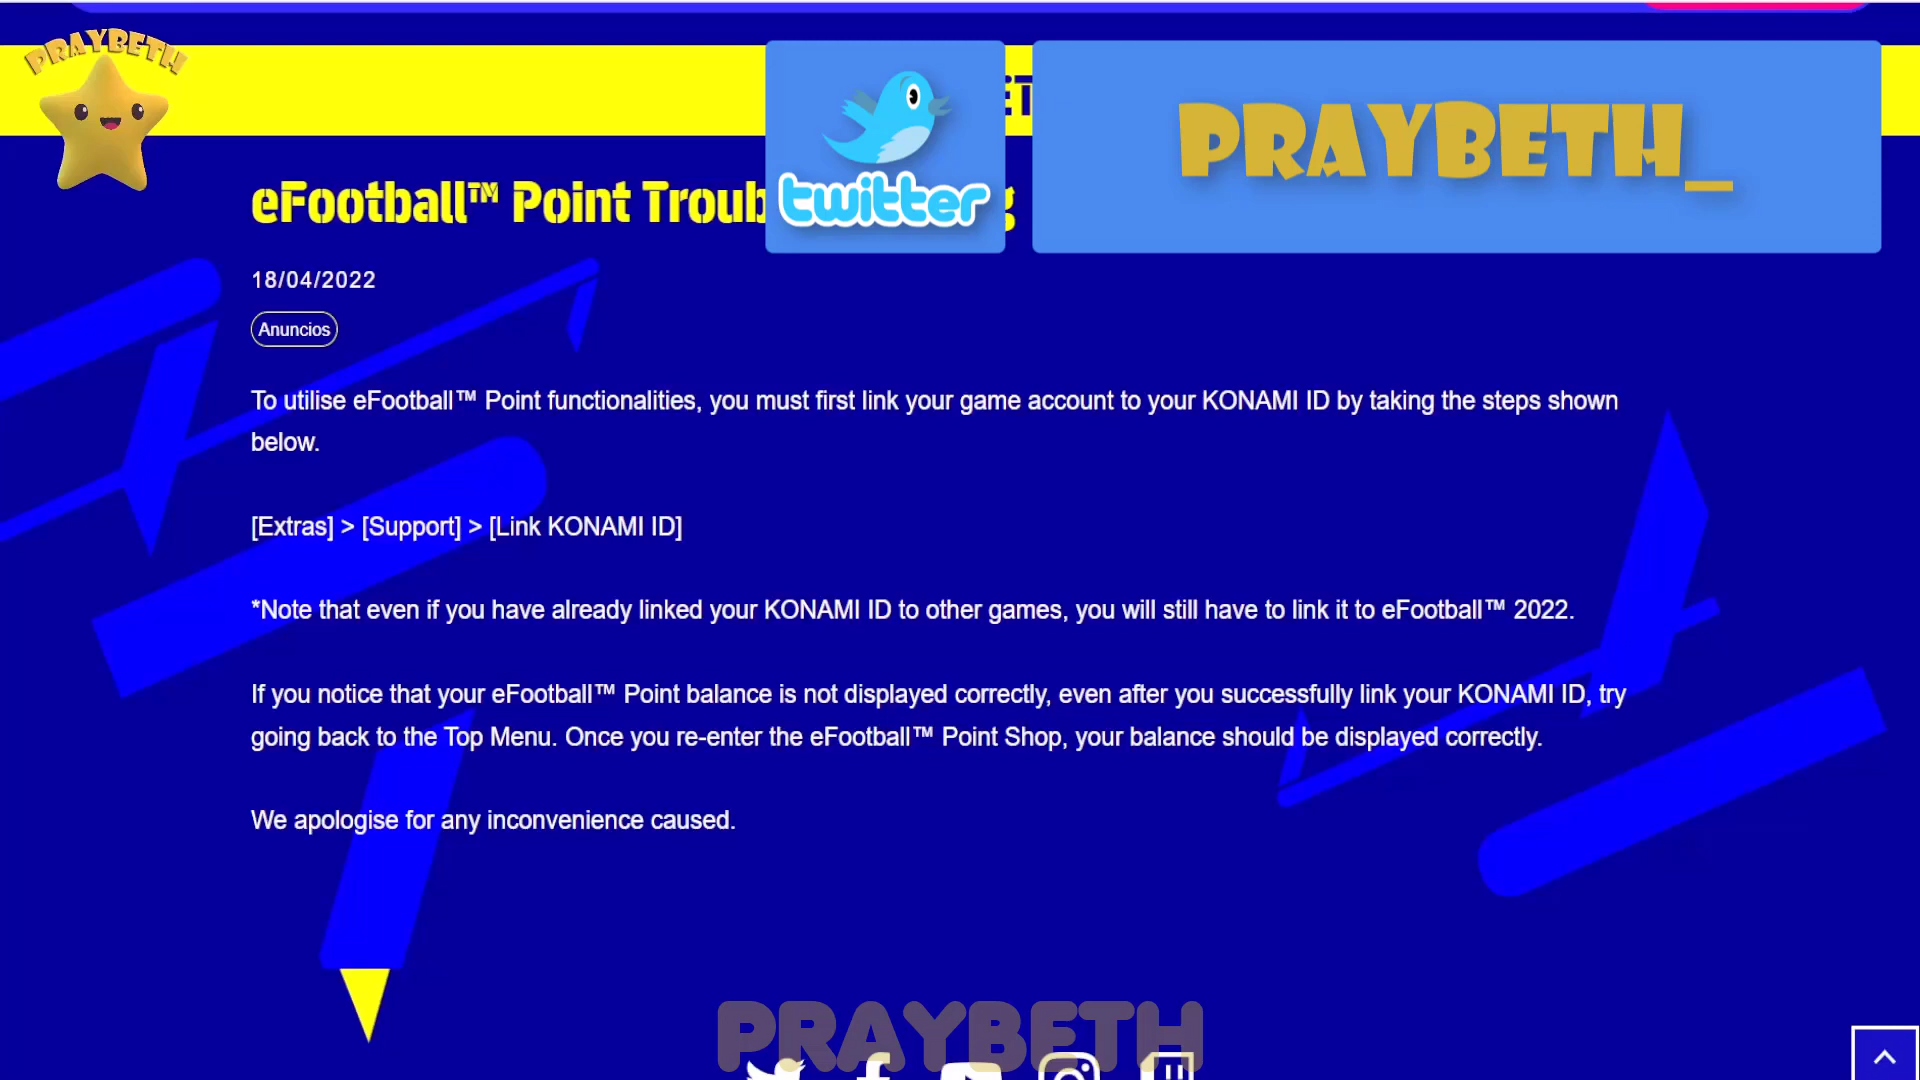 PRAYBETH
twitter
PRAYBETH_
eFootball™ Point
18/04/2022
Anuncios
To utilise eFootball™ Point functionalities, you must first link your game account to your KONAMI ID by taking the steps shown
below.
[Extras] > [Support] > [Link KONAMI ID]
*Note that even if you have already linked your KONAMI ID to other games, you will still have to link it to eFootball™ 2022.
If you notice that your eFootball™ Point balance is not displayed correctly, even after you successfully link your KONAMI ID, try
going back to the Top Menu. Once you re-enter the eFootball™ Point Shop, your balance should be displayed correctly.
We apologise for any inconvenience caused.
PRAYBETH